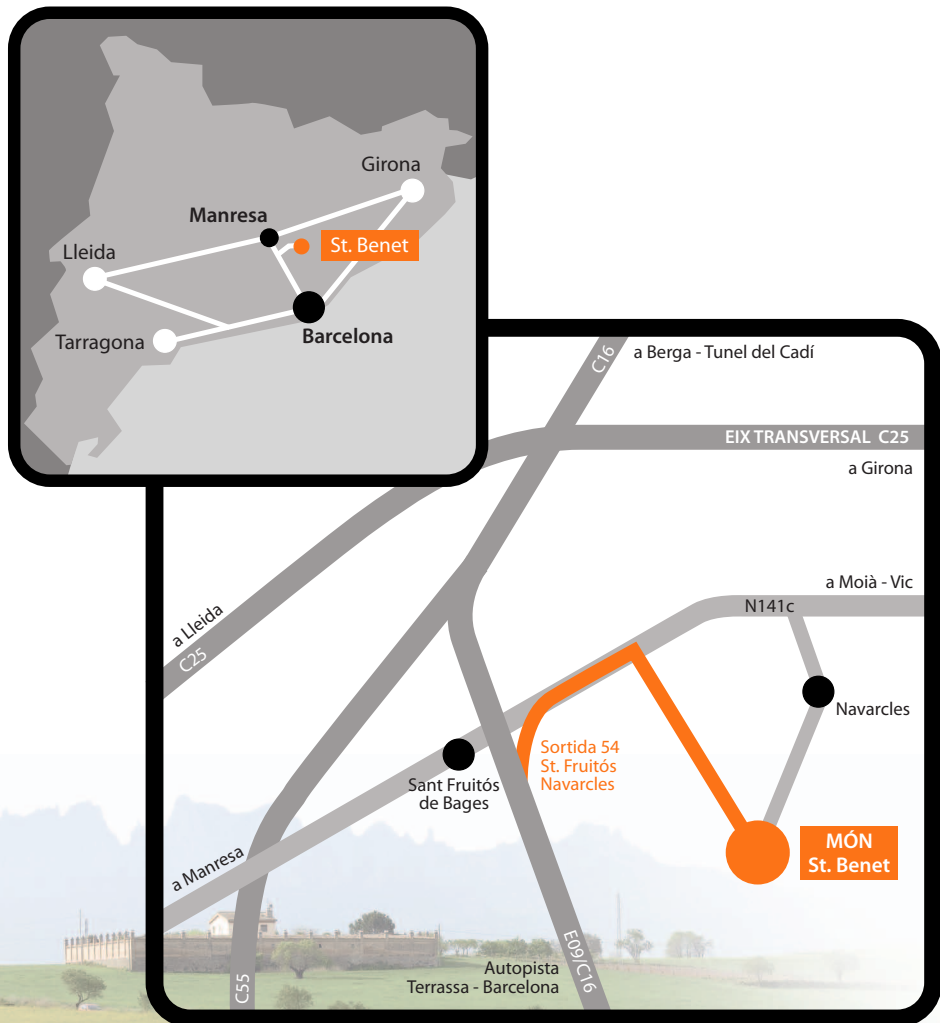 Girona
Manresa
St. Benet
Lleida
Tarragona
Barcelona
C16
a Berga - Tunel del Cadí
EIX TRANSVERSAL C25
a Girona
a Moià - Vic
N141c
a Lleida
C25
Navarcles
Sortida 54
St. Fruitós
Navarcles
Sant Fruitós
de Bages
MÓN
St. Benet
a Manresa
E09/C16
Autopista
Terrassa - Barcelona
C55